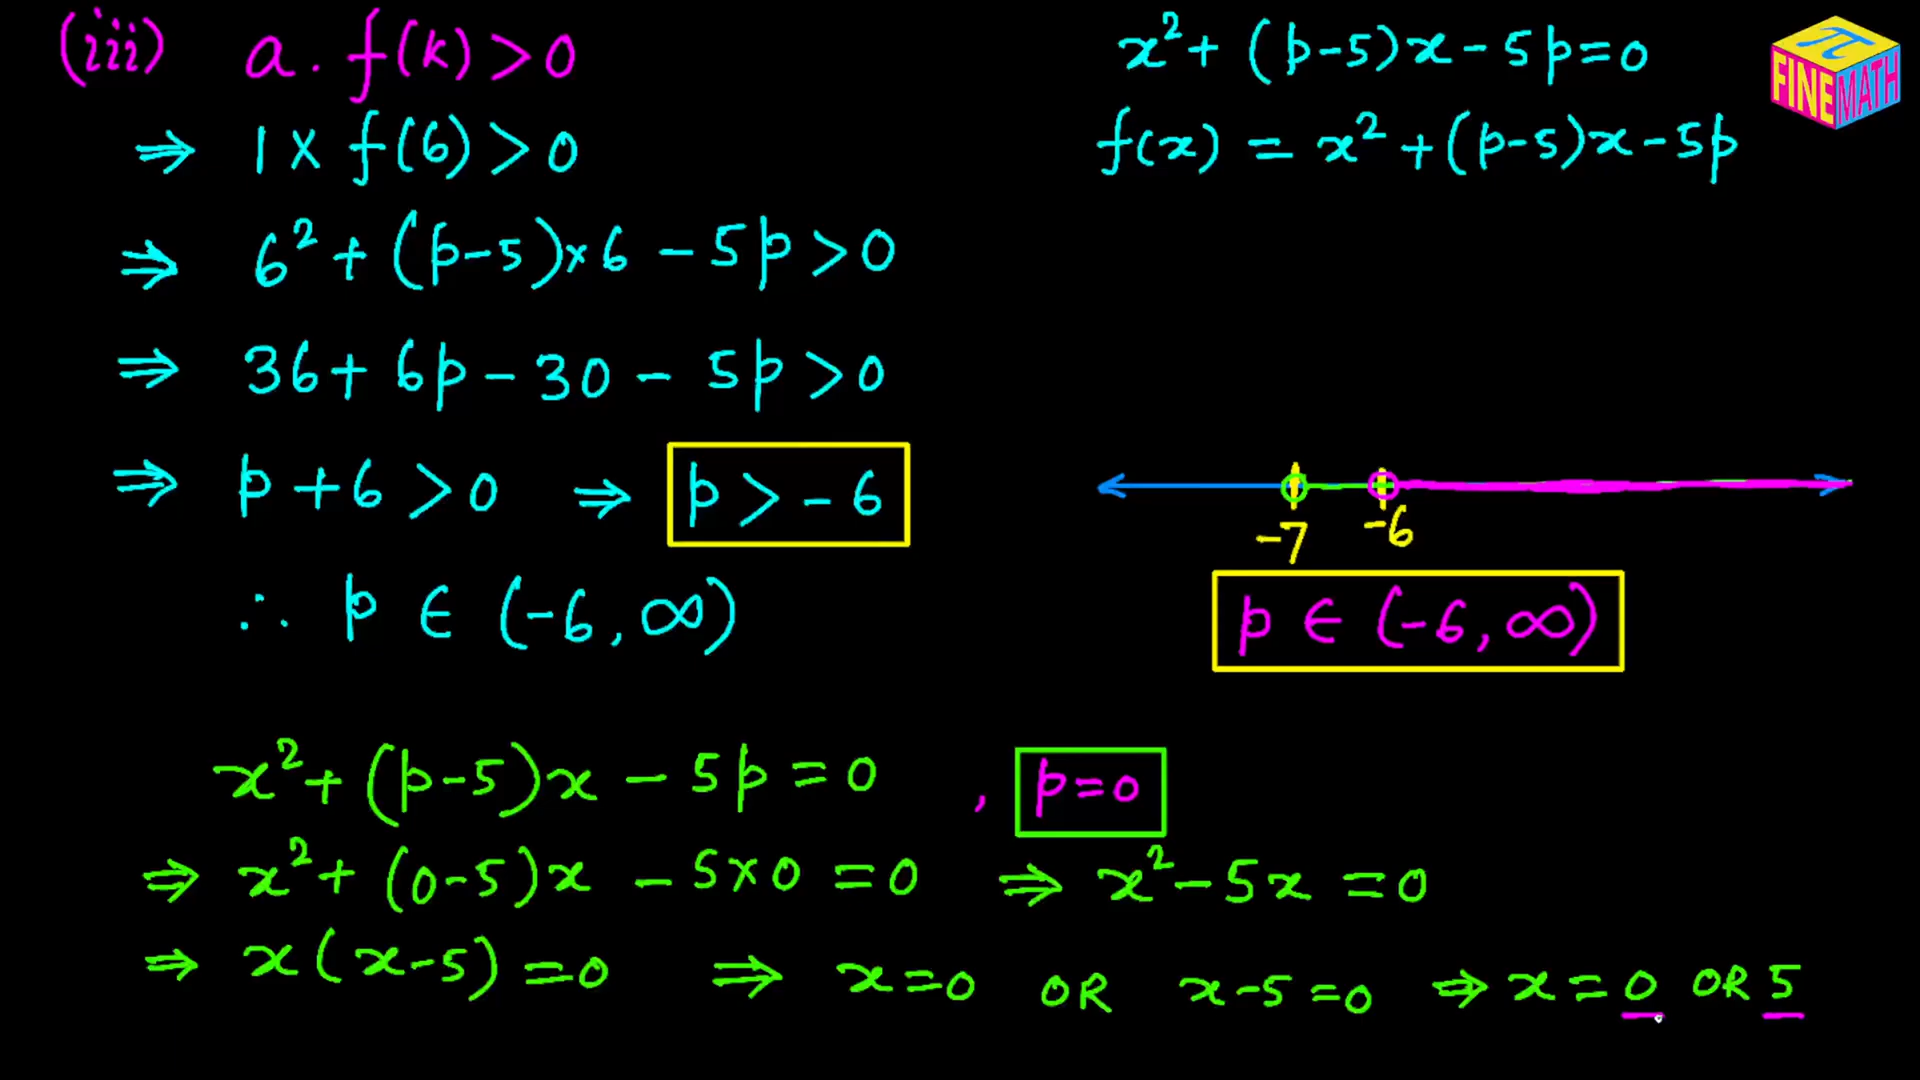 (iii) a. f(k) > 0
⇒ 1 × f(6) > 0
⇒ 6² + (p-5)×6 - 5p > 0
⇒ 36 + 6p - 30 - 5p > 0
⇒ p + 6 > 0 ⇒ p > -6
∴ p ∈ (-6, ∞)
x² + (p-5)x - 5p = 0
f(x) = x² + (p-5)x - 5p
π
FINE MATH
-7 -6
p ∈ (-6, ∞)
x² + (p-5)x - 5p = 0 , p = 0
⇒ x² + (0-5)x - 5×0 = 0 ⇒ x² - 5x = 0
⇒ x(x-5) = 0 ⇒ x = 0 OR x-5 = 0 ⇒ x = 0 OR 5